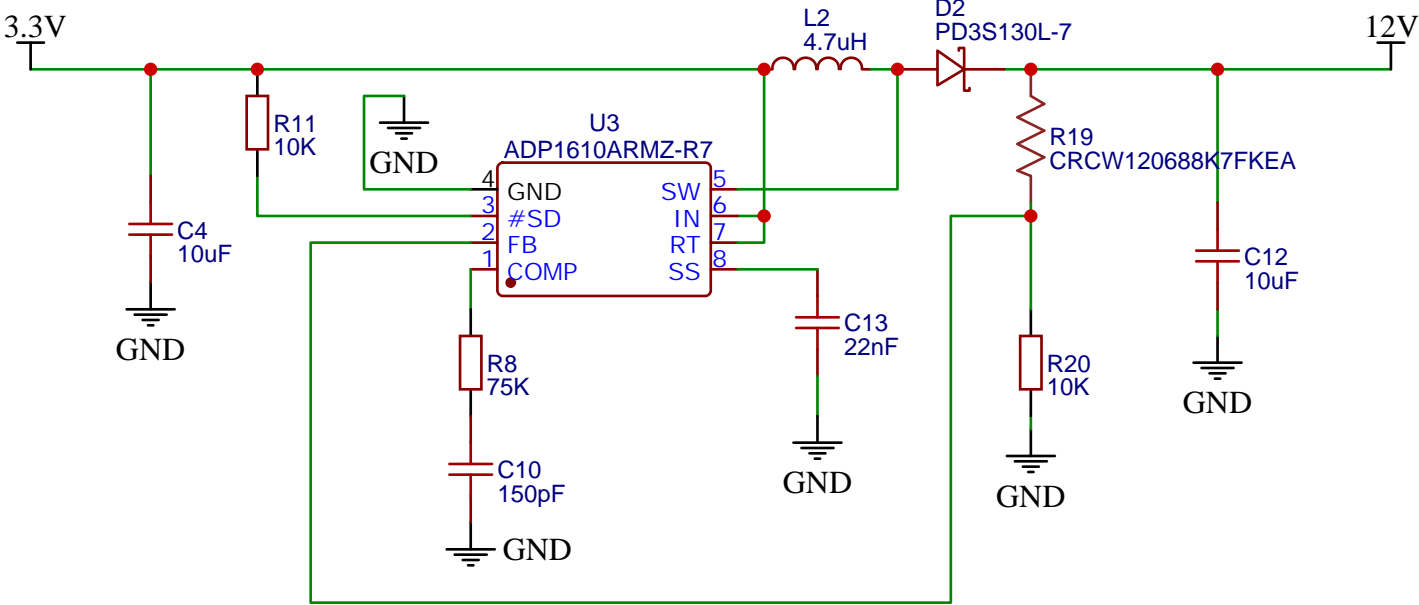 3.3V
L2
4.7uH
D2
PD3S130L-7
12V
R11
10K
GND
U3
ADP1610ARMZ-R7
R19
CRCW120688K7FKEA
4
GND
SW
5
3
#SD
IN
6
2
FB
RT
7
1
COMP
SS
8
C4
10uF
GND
C12
10uF
GND
C13
22nF
GND
R8
75K
R20
10K
GND
C10
150pF
GND